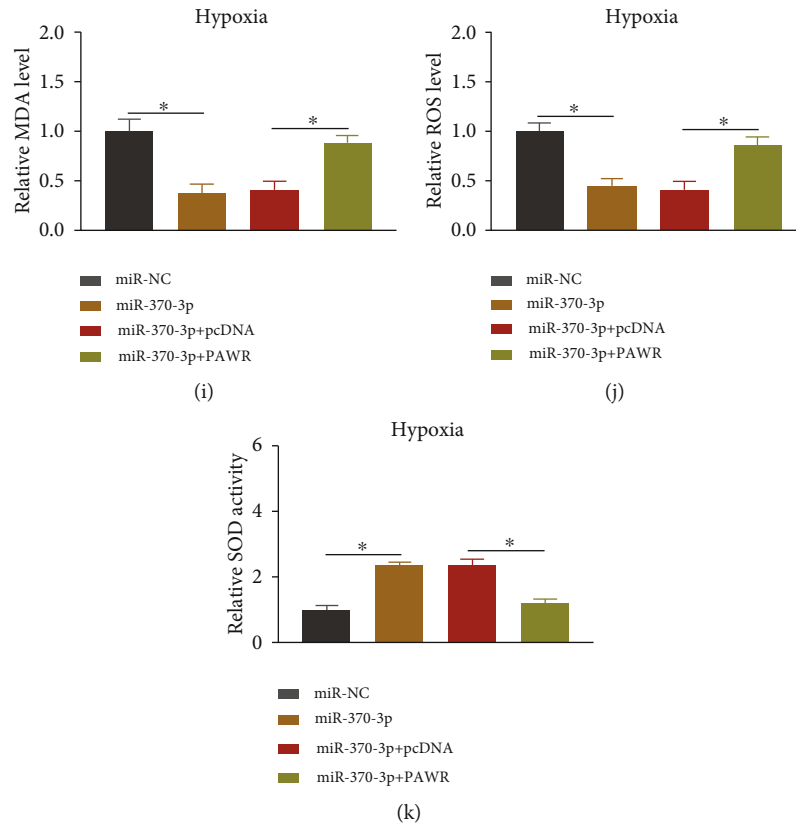 Hypoxia
Relative MDA level
2.0
1.5
1.0
0.5
0.0
*
*
miR-NC
miR-370-3p
miR-370-3p+pcDNA
miR-370-3p+PAWR
(i)
Hypoxia
Relative ROS level
2.0
1.5
1.0
0.5
0.0
*
*
miR-NC
miR-370-3p
miR-370-3p+pcDNA
miR-370-3p+PAWR
(j)
Hypoxia
Relative SOD activity
6
4
2
0
*
*
miR-NC
miR-370-3p
miR-370-3p+pcDNA
miR-370-3p+PAWR
(k)